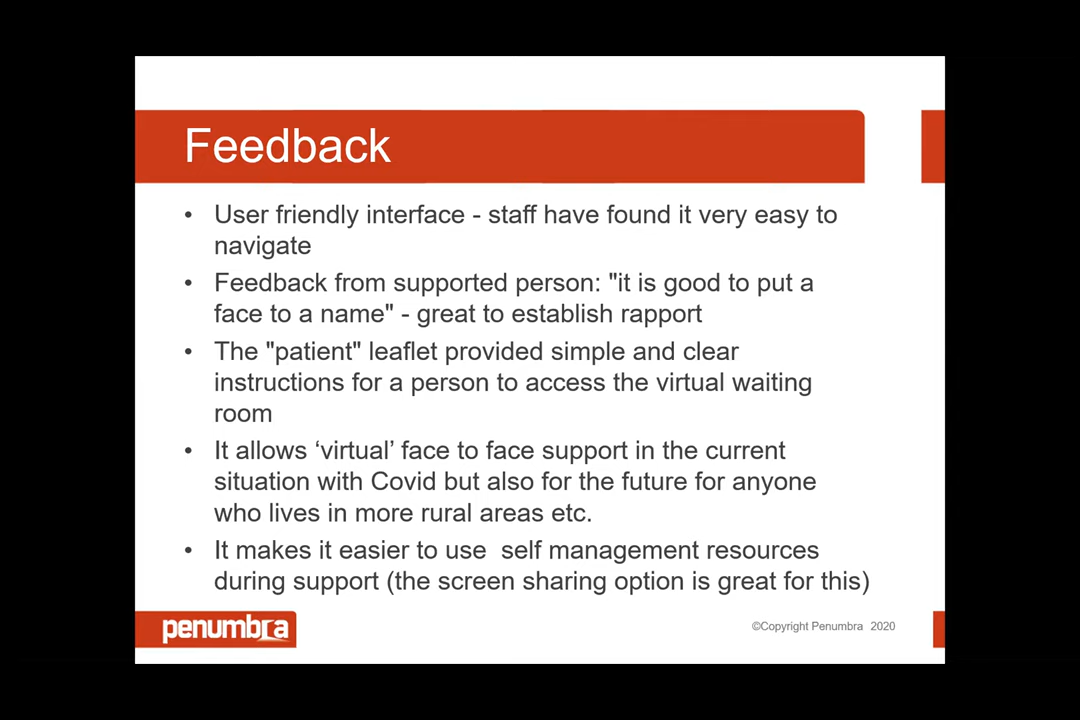 Feedback
• User friendly interface - staff have found it very easy to
navigate
• Feedback from supported person: "it is good to put a
face to a name" - great to establish rapport
• The "patient" leaflet provided simple and clear
instructions for a person to access the virtual waiting
room
• It allows ‘virtual’ face to face support in the current
situation with Covid but also for the future for anyone
who lives in more rural areas etc.
• It makes it easier to use  self management resources
during support (the screen sharing option is great for this)
penumbra
©Copyright Penumbra  2020